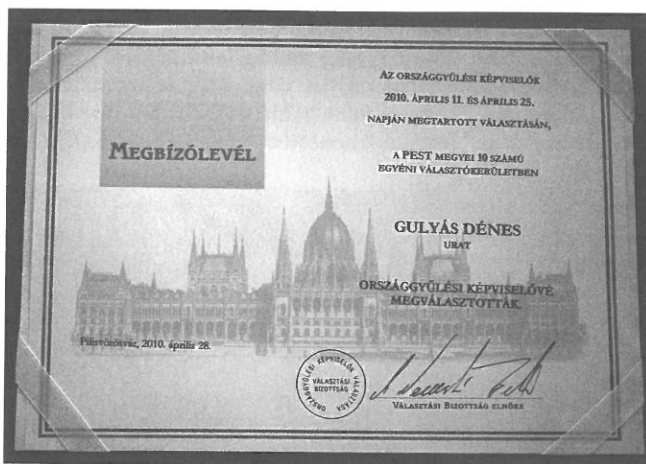 MEGBÍZÓLEVÉL
AZ ORSZÁGGYŰLÉSI KÉPVISELŐK
2010. ÁPRILIS 11. ÉS ÁPRILIS 25.
NAPJÁN MEGTARTOTT VÁLASZTÁSÁN,
A PEST MEGYEI 10 SZÁMÚ
EGYÉNI VÁLASZTÓKERÜLETBEN
GULYÁS DÉNES
URAT
ORSZÁGGYŰLÉSI KÉPVISELŐVÉ
MEGVÁLASZTOTTÁK.
Pilisvörösvár, 2010. április 28.
ORSZÁGGYŰLÉSI KÉPVISELŐK VÁLASZTÁSA
VÁLASZTÁSI
BIZOTTSÁG
VÁLASZTÁSI BIZOTTSÁG ELNÖKE